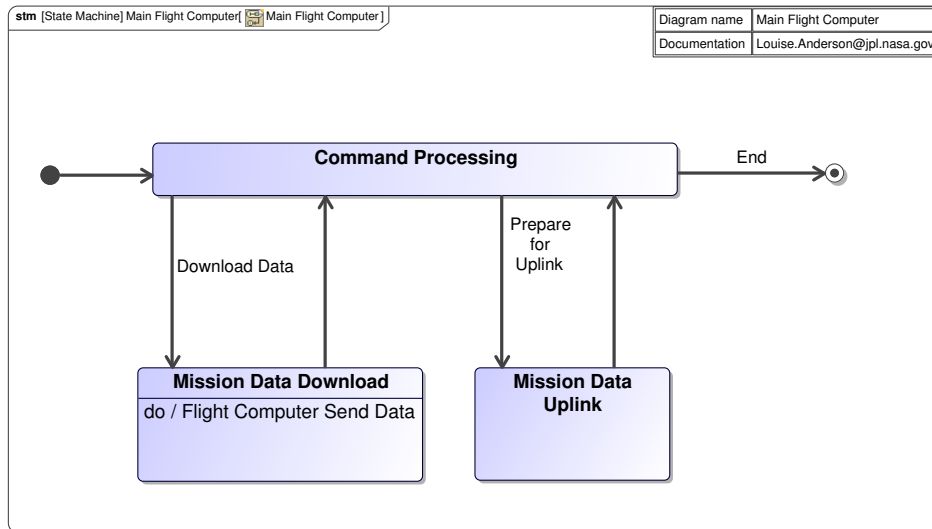 stm [State Machine] Main Flight Computer[ Main Flight Computer ]
Diagram name Main Flight Computer
Documentation Louise.Anderson@jpl.nasa.gov
Command Processing
End
Prepare
for
Uplink
Download Data
Mission Data Download
do / Flight Computer Send Data
Mission Data
Uplink